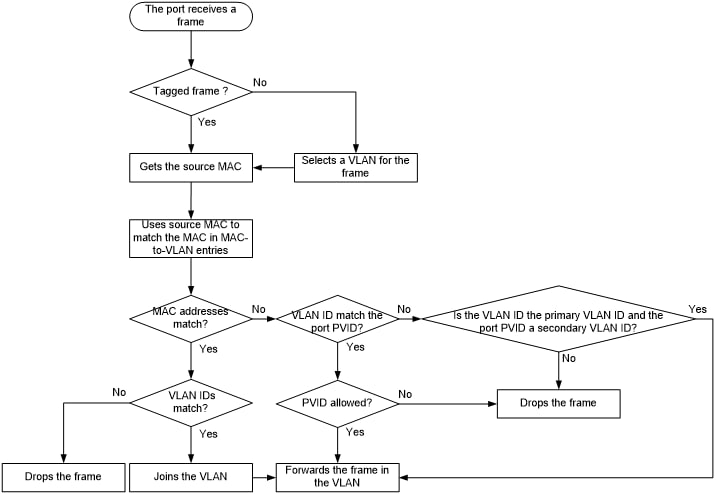 The port receives a
frame
Tagged frame ?
No
Yes
Gets the source MAC
Selects a VLAN for the
frame
Uses source MAC to
match the MAC in MAC-
to-VLAN entries
MAC addresses
match?
No
VLAN ID match the
port PVID?
No
Is the VLAN ID the primary VLAN ID and the
port PVID a secondary VLAN ID?
Yes
Yes
Yes
No
No
VLAN IDs
match?
PVID allowed?
No
Drops the frame
Yes
Yes
Drops the frame
Joins the VLAN
Forwards the frame in
the VLAN